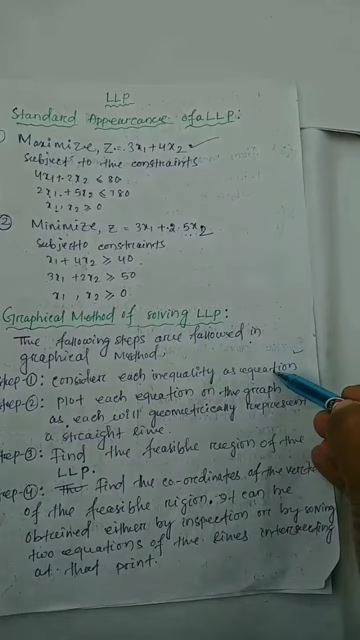 LLP
Standard Appearance of a LLP:
Maximize, Z = 3x1 + 4x2
Subject to the constraints
4x1 + 2x2 ≤ 80
2x1 + 5x2 ≤ 180
x1, x2 ≥ 0
② Minimize, Z = 3x1 + 2.5x2
Subject to constraints
x1 + 4x2 ≥ 40
3x1 + 2x2 ≥ 50
x1, x2 ≥ 0
Graphical Method of solving LLP:
The following steps are followed in
graphical Method.
Step-①: Consider each inequality as equation
Step-②: plot each equation on the graph
as each will geometrically represent
a straight line.
Step-③: Find the feasible region of the
LLP.
Step-④: Find the co-ordinates of the
of the feasible rigion. It can be
obtained either by inspection or by solving
two equations of the lines intersecting
at that print.